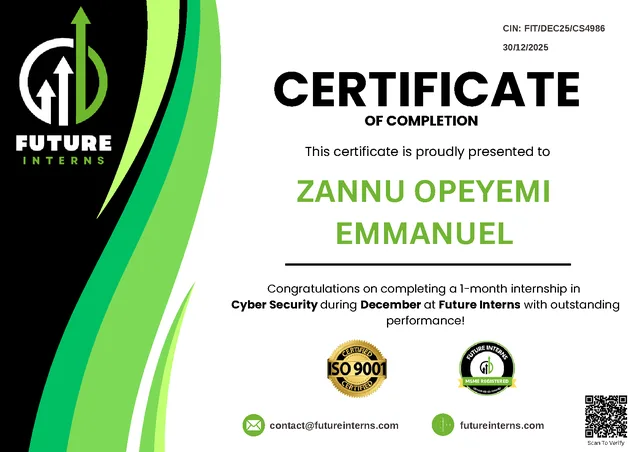 CIN: FIT/DEC25/CS4986
30/12/2025
FUTURE
INTERNS
CERTIFICATE
OF COMPLETION
This certificate is proudly presented to
ZANNU OPEYEMI
EMMANUEL
Congratulations on completing a 1-month internship in
Cyber Security during December at Future Interns with outstanding
performance!
CERTIFIED
ISO 9001
CERTIFIED
FUTURE INTERNS
MSME REGISTERED
contact@futureinterns.com
futureinterns.com
Scan To Verify